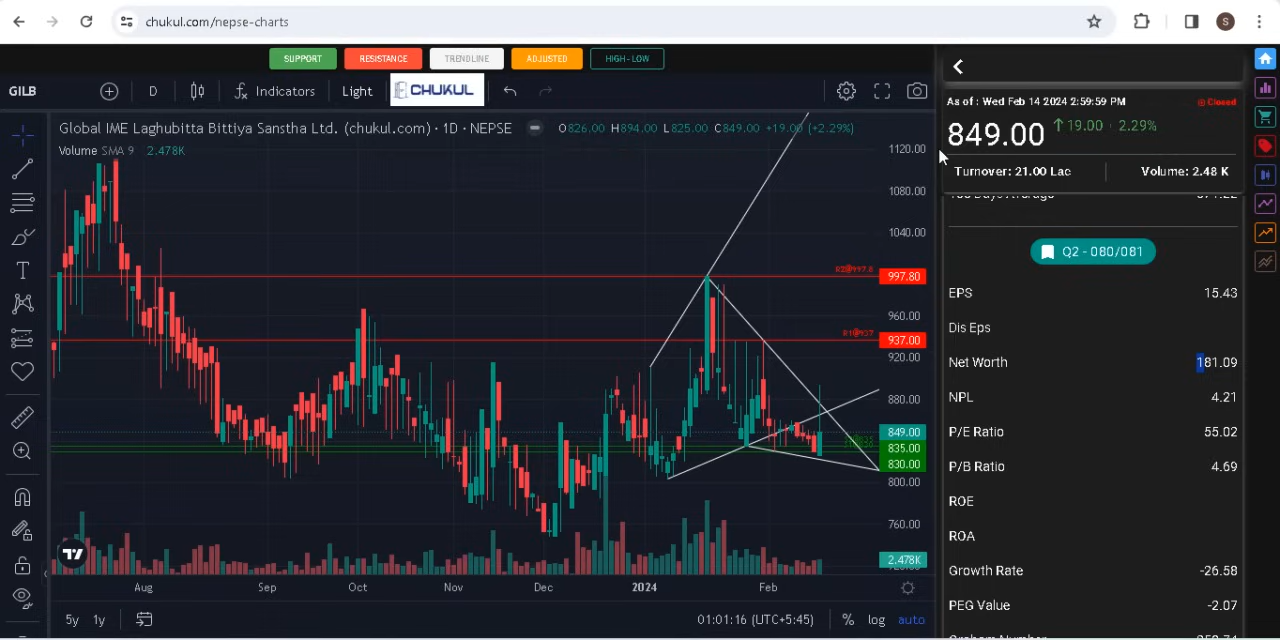 chukul.com/nepse-charts
S
SUPPORT
RESISTANCE
TRENDLINE
ADJUSTED
HIGH-LOW
GILB
D
Indicators
Light
CHUKUL
Global IME Laghubitta Bittiya Sanstha Ltd. (chukul.com) · 1D · NEPSE
O826.00 H894.00 L825.00 C849.00 +19.00 (+2.29%)
Volume SMA 9 2.478K
1120.00
1080.00
1040.00
R2@997.8
997.80
960.00
R1@937
937.00
920.00
880.00
849.00
835.00
830.00
800.00
760.00
2.478K
Aug
Sep
Oct
Nov
Dec
2024
Feb
5y
1y
01:01:16 (UTC+5:45)
%
log
auto
As of : Wed Feb 14 2024 2:59:59 PM
Closed
849.00
19.00
2.29%
Turnover: 21.00 Lac
Volume: 2.48 K
Q2 - 080/081
EPS 15.43
Dis Eps
Net Worth 181.09
NPL 4.21
P/E Ratio 55.02
P/B Ratio 4.69
ROE
ROA
Growth Rate -26.58
PEG Value -2.07